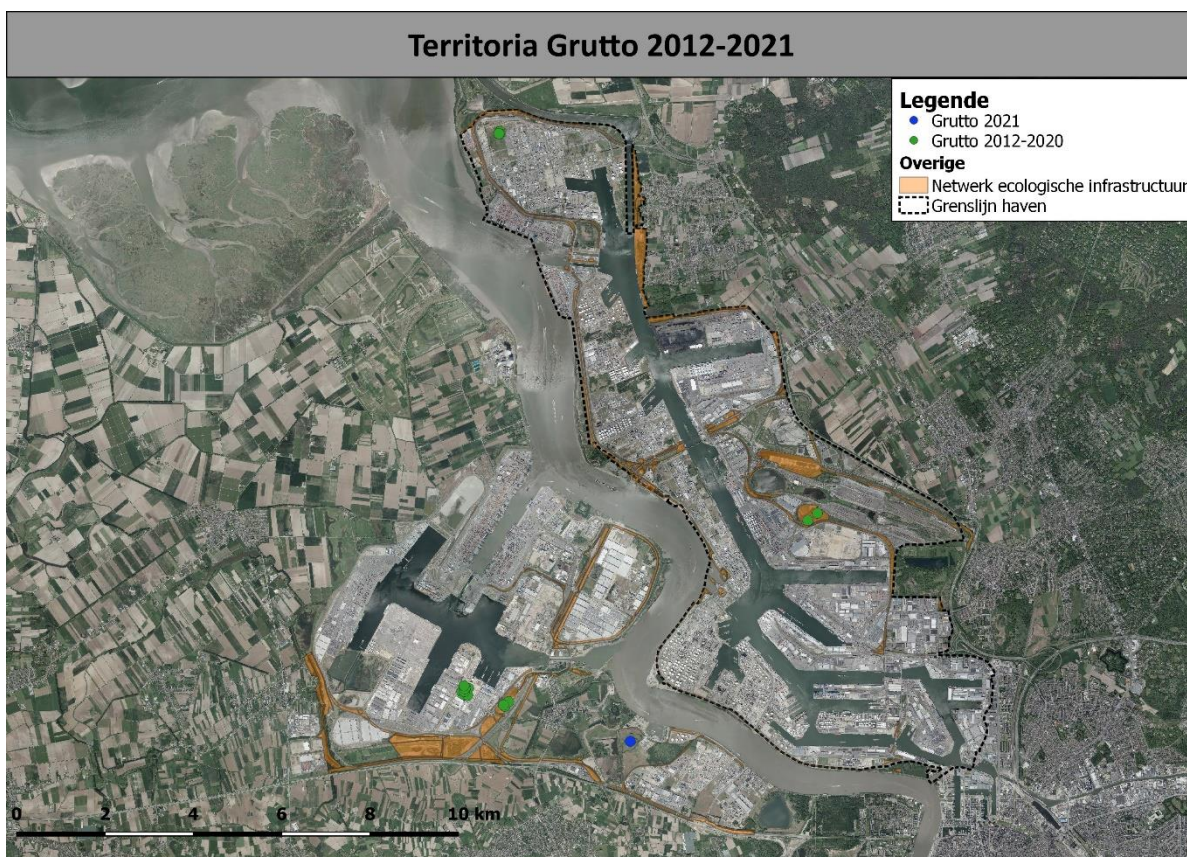 Territoria Grutto 2012-2021
Legende
Grutto 2021
Grutto 2012-2020
Overige
Netwerk ecologische infrastructuur
Grenslijn haven
0 2 4 6 8 10 km